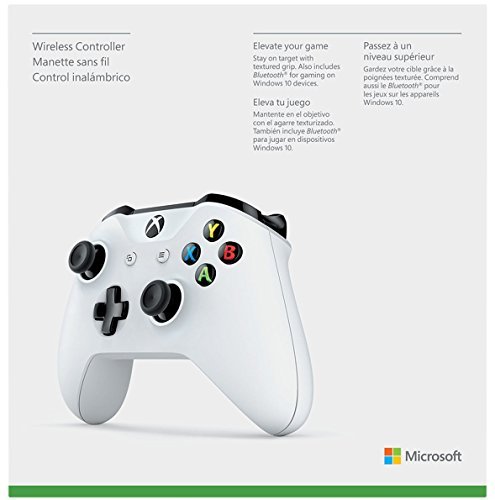 Wireless Controller
Manette sans fil
Control inalámbrico
Elevate your game
Stay on target with
textured grip. Also includes
Bluetooth® for gaming on
Windows 10 devices.
Eleva tu juego
Mantente en el objetivo
con el agarre texturizado.
También incluye Bluetooth®
para jugar en dispositivos
Windows 10.
Passez à un
niveau supérieur
Gardez votre cible grâce à la
poignées texturée. Comprend
aussi le Bluetooth® pour
les jeux sur les appareils
Windows 10.
Y
X
B
A
Microsoft